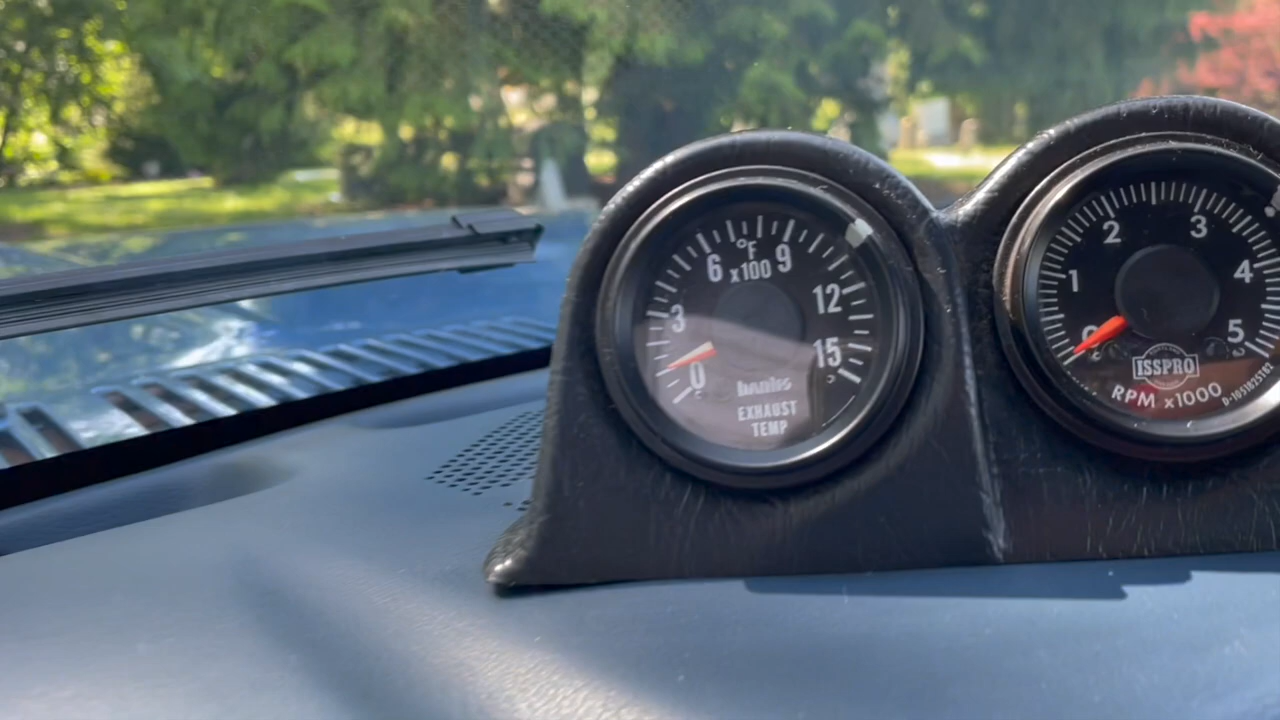 °F
6 x100 9
3 12
0 15
banks
EXHAUST
TEMP
2 3
1 4
0 5
ISSPRO
RPM x1000